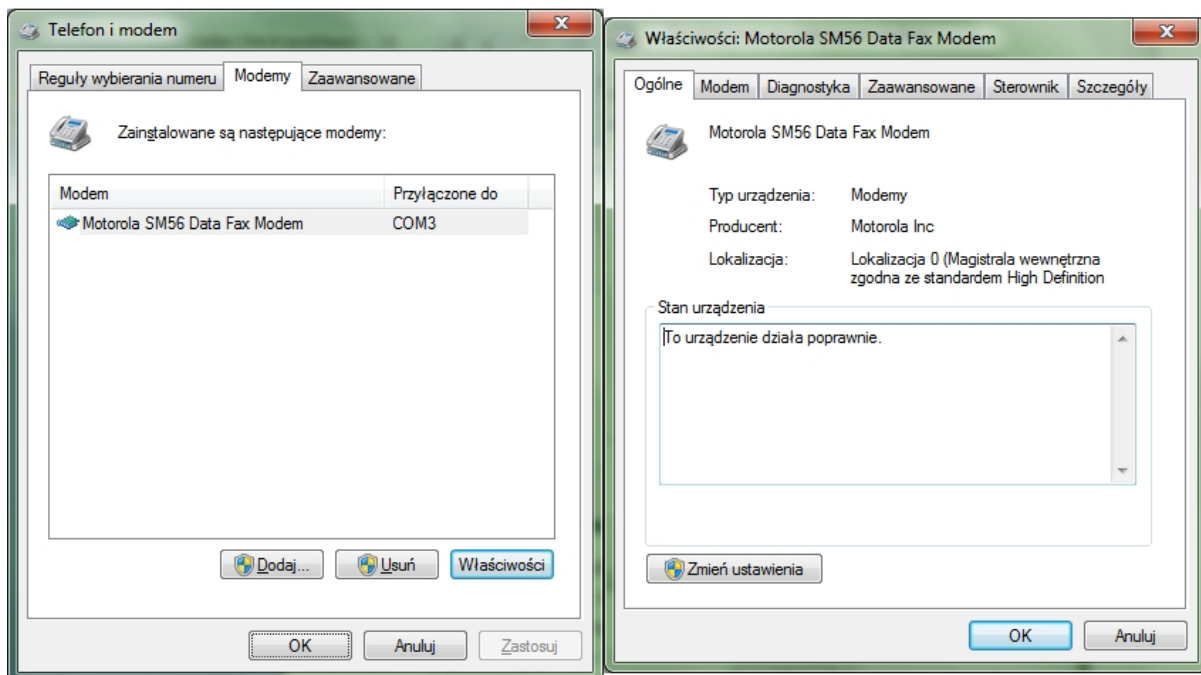 Telefon i modem
Reguły wybierania numeru Modemy Zaawansowane
Zainstalowane są następujące modemy:
Modem Przyłączone do
Motorola SM56 Data Fax Modem COM3
Dodaj... Usuń Właściwości
OK Anuluj Zastosuj
Właściwości: Motorola SM56 Data Fax Modem
Ogólne Modem Diagnostyka Zaawansowane Sterownik Szczegóły
Motorola SM56 Data Fax Modem
Typ urządzenia: Modemy
Producent: Motorola Inc
Lokalizacja: Lokalizacja 0 (Magistrala wewnętrzna
zgodna ze standardem High Definition
Stan urządzenia
To urządzenie działa poprawnie.
Zmień ustawienia
OK Anuluj